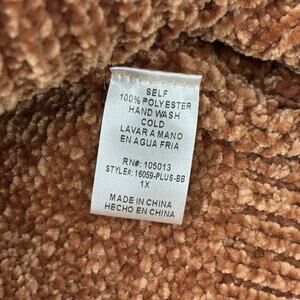 SELF
100% POLYESTER
HAND WASH
COLD
LAVAR A MANO
EN AGUA FRIA
RN#: 105013
STYLE#: 16059-PLUS-BB
1X
MADE IN CHINA
HECHO EN CHINA